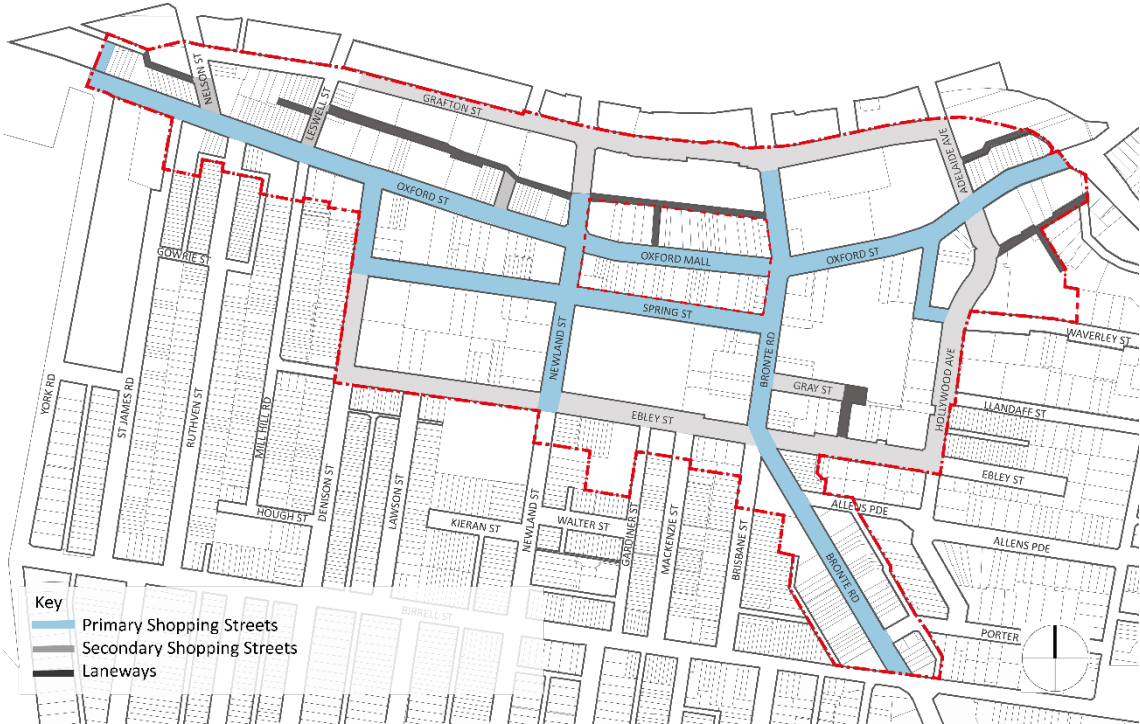 NELSON ST
LESWELL ST
GRAFTON ST
ADELAIDE AVE
OXFORD ST
OXFORD MALL
OXFORD ST
GOWRIE ST
SPRING ST
NEWLAND ST
BRONTE RD
WAVERLEY ST
GRAY ST
HOLLYWOOD AVE
YORK RD
ST JAMES RD
RUTHVEN ST
MILL HILL RD
EBLEY ST
LLANDAFF ST
DENISON ST
LAWSON ST
EBLEY ST
HOUGH ST
KIERAN ST
NEWLAND ST
WALTER ST
GARDINER ST
MACKENZIE ST
BRISBANE ST
ALLENS PDE
ALLENS PDE
BRONTE RD
BIRRELL ST
PORTER
Key
Primary Shopping Streets
Secondary Shopping Streets
Laneways